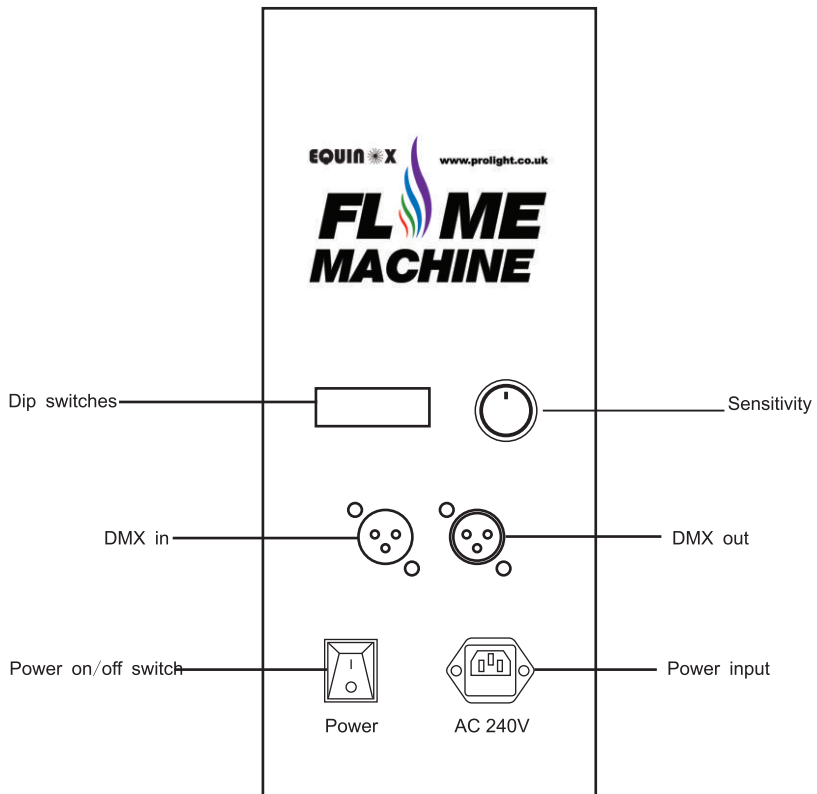 EQUINOX www.prolight.co.uk
FLAME
MACHINE
Dip switches
Sensitivity
DMX in
DMX out
Power on/off switch
Power input
Power
AC 240V